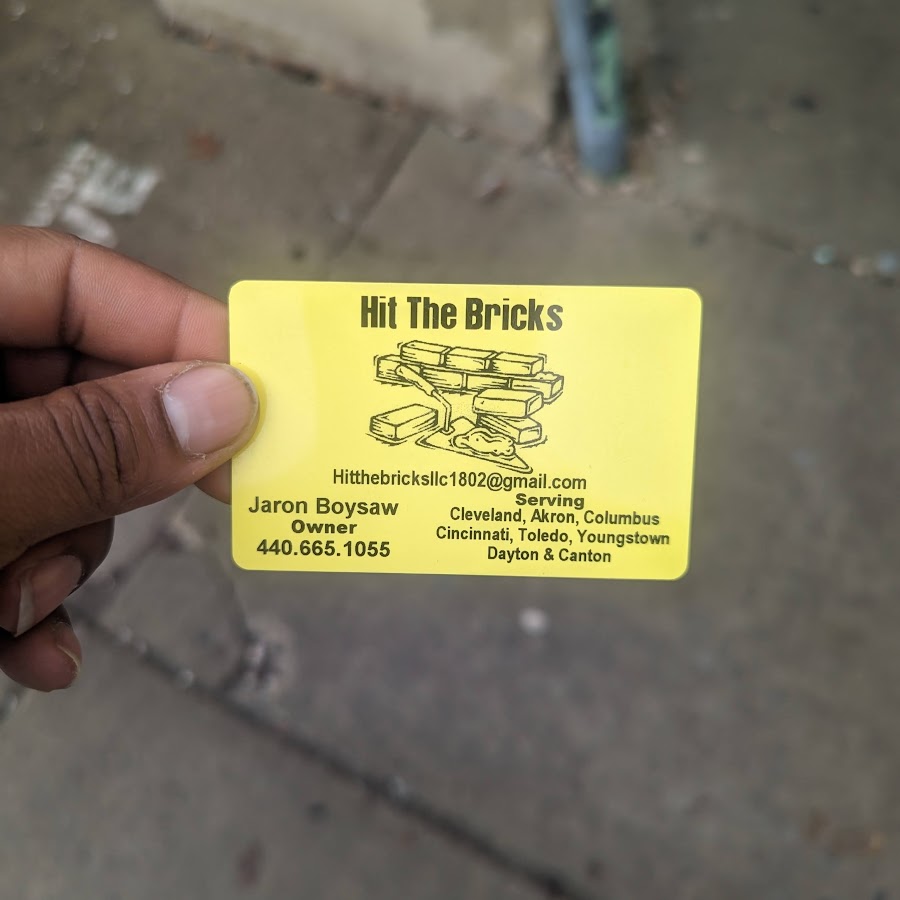 Hit The Bricks
Hitthebricksllc1802@gmail.com
Jaron Boysaw
Owner
440.665.1055
Serving
Cleveland, Akron, Columbus
Cincinnati, Toledo, Youngstown
Dayton & Canton